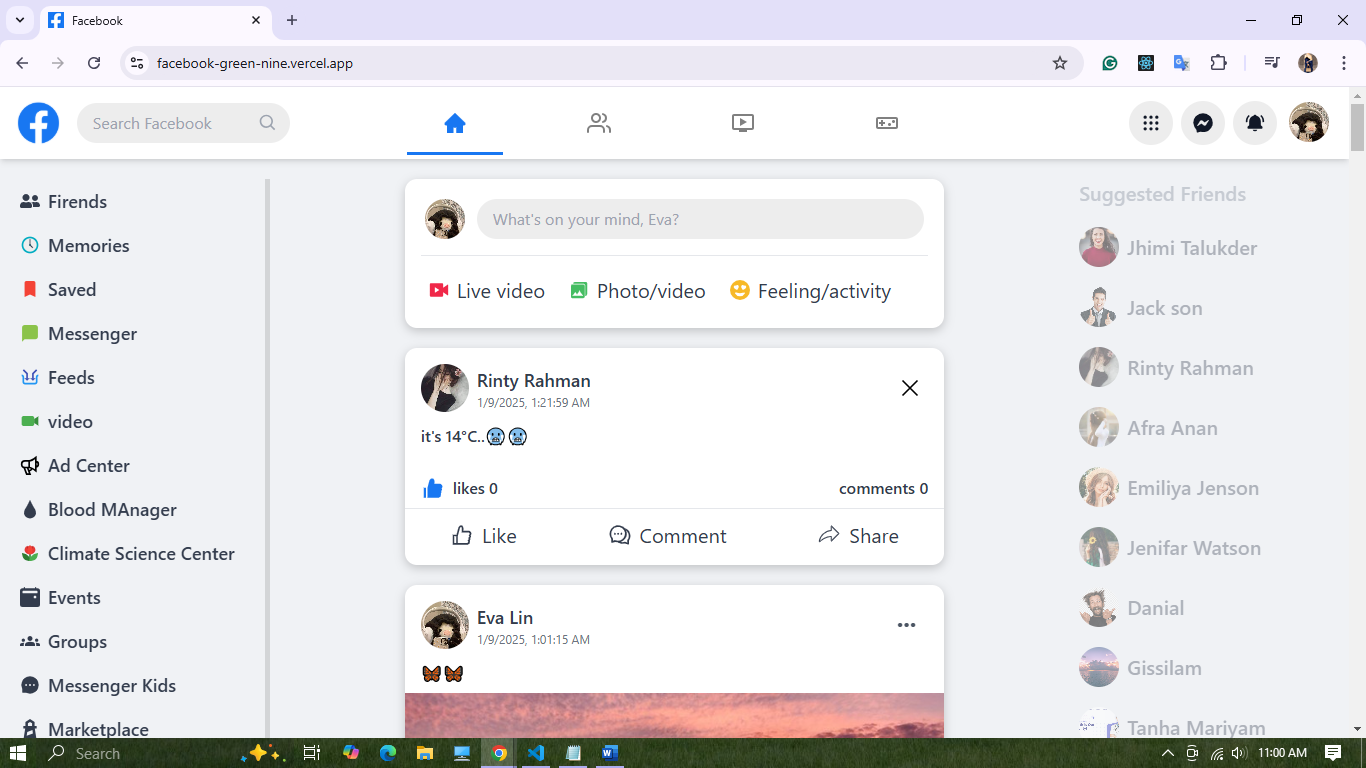 Facebook
facebook-green-nine.vercel.app
Search Facebook
Firends
Memories
Saved
Messenger
Feeds
video
Ad Center
Blood MAnager
Climate Science Center
Events
Groups
Messenger Kids
Marketplace
What's on your mind, Eva?
Live video
Photo/video
Feeling/activity
Rinty Rahman
1/9/2025, 1:21:59 AM
it's 14°C..🥶🥶
likes 0
comments 0
Like
Comment
Share
Eva Lin
1/9/2025, 1:01:15 AM
🦋🦋
Suggested Friends
Jhimi Talukder
Jack son
Rinty Rahman
Afra Anan
Emiliya Jenson
Jenifar Watson
Danial
Gissilam
Tanha Mariyam
Search
11:00 AM